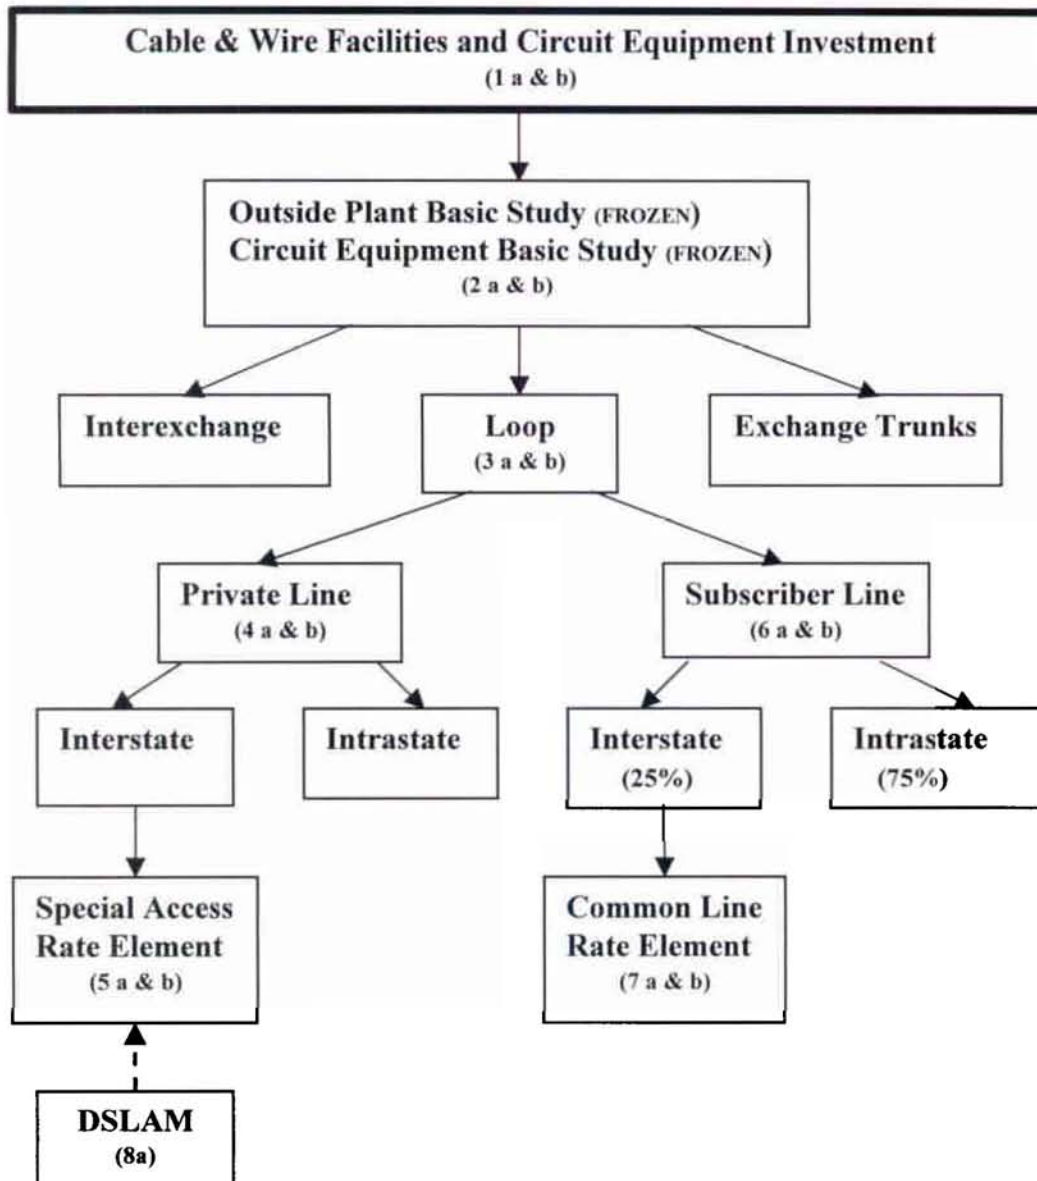 Cable & Wire Facilities and Circuit Equipment Investment
(1 a & b)
Outside Plant Basic Study (FROZEN)
Circuit Equipment Basic Study (FROZEN)
(2 a & b)
Interexchange
Loop
(3 a & b)
Exchange Trunks
Private Line
(4 a & b)
Subscriber Line
(6 a & b)
Interstate
Intrastate
Interstate
(25%)
Intrastate
(75%)
Special Access
Rate Element
(5 a & b)
Common Line
Rate Element
(7 a & b)
DSLAM
(8a)